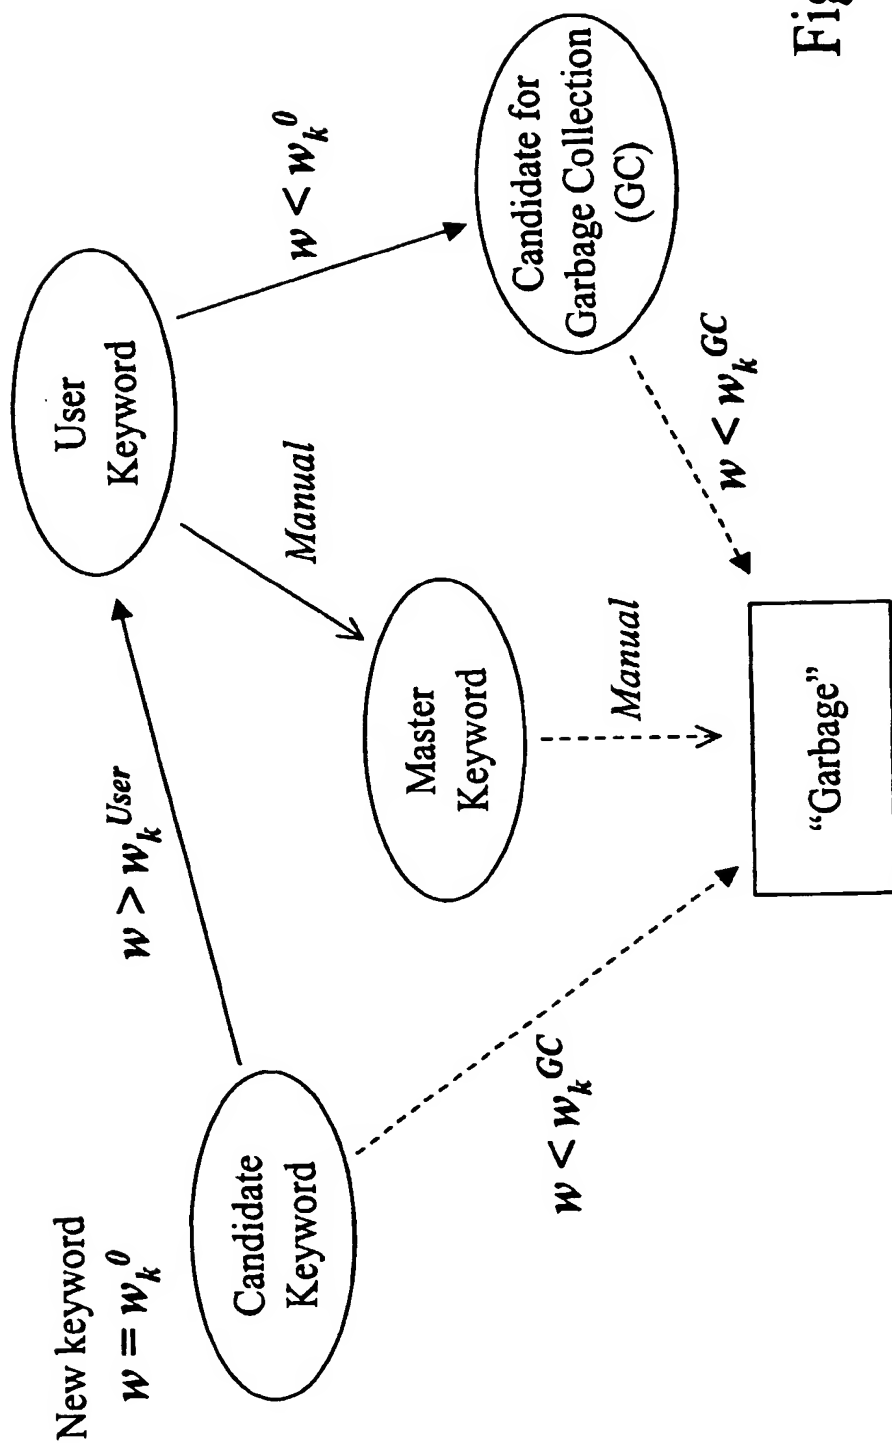 New keyword
w = w_k^0
Candidate
Keyword
w > w_k^User
w < w_k^GC
User
Keyword
Manual
w < w_k^0
Master
Keyword
Manual
Candidate for
Garbage Collection
(GC)
w < w_k^GC
“Garbage”